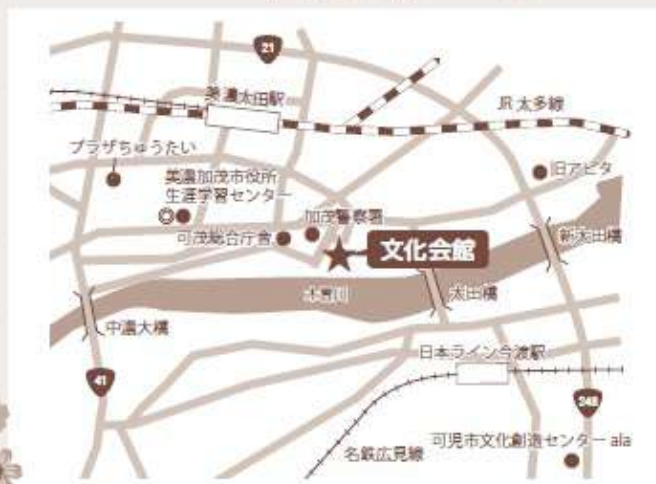 21
美濃太田駅
JR 太多線
プラザちゅうたい
美濃加茂市役所
生涯学習センター
旧アピタ
加茂警察署
可茂総合庁舎
文化会館
新太田橋
木曽川
太田橋
中濃大橋
日本ライン今渡駅
41
248
可児市文化創造センター ala
名鉄広見線